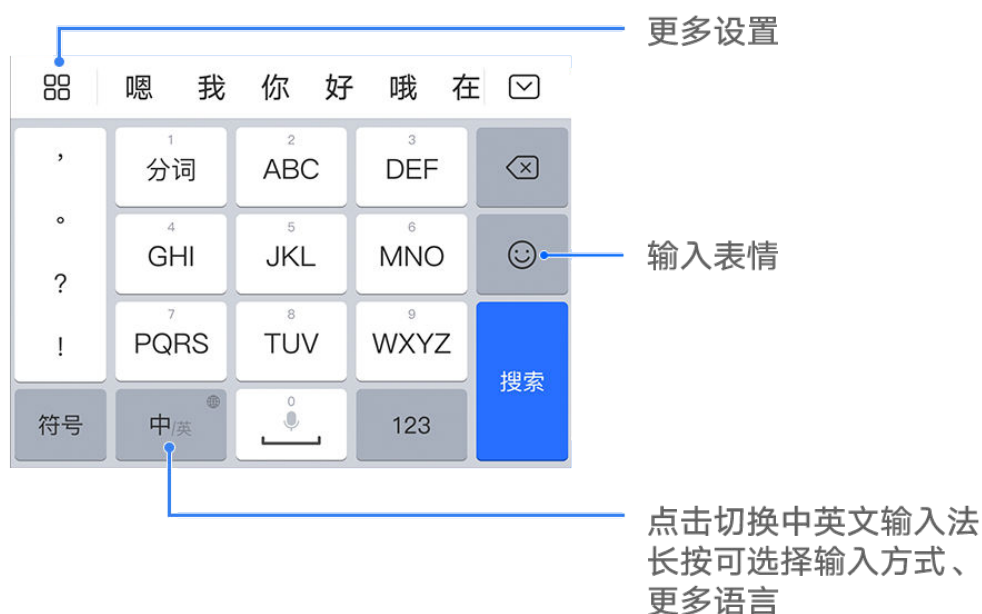 更多设置
嗯 我 你 好 哦 在
，
。
?
!
1
分词
2
ABC
3
DEF
4
GHI
5
JKL
6
MNO
输入表情
7
PQRS
8
TUV
9
WXYZ
搜索
符号
中/英
0
123
点击切换中英文输入法
长按可选择输入方式、
更多语言